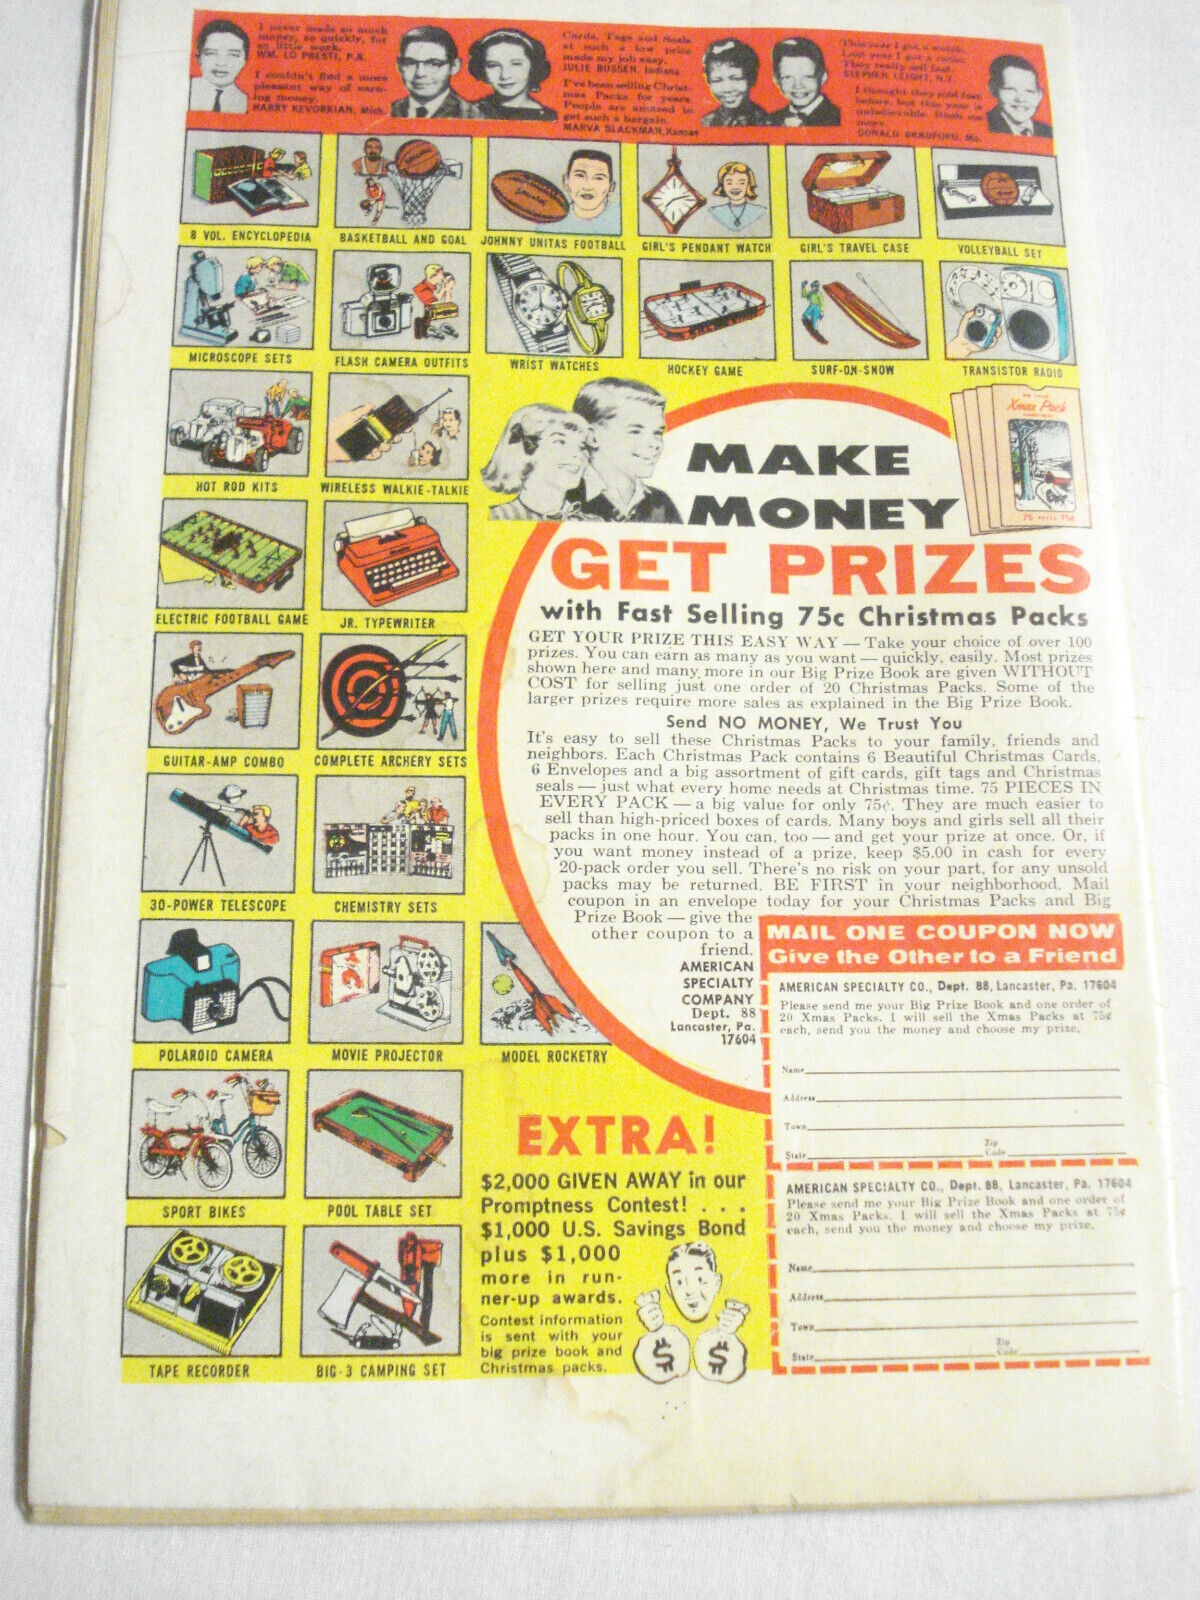 I never made so much
money, so quickly, for
so little work.
WM. LO PRESTI, P.R.
I couldn't find a more
pleasant way of earn-
ing money.
HARRY KEVORKIAN, Mich.
Cards, Tags and Seals
at such a low price
made my job easy.
JULIE BOSSEN, Indiana
I've been selling Christ-
mas Packs for years.
People are amazed to
get such a bargain.
MARVA SLACKMAN, Kansas
This year I got a watch.
Last year I got a radio.
They really sell fast.
STEPHEN LEIGHT, N.Y.
I thought they sold fast
before, but this year is
unbelievable. Rush me
more.
DONALD BRADFORD, Mo.
8 VOL. ENCYCLOPEDIA
BASKETBALL AND GOAL
JOHNNY UNITAS FOOTBALL
GIRL'S PENDANT WATCH
GIRL'S TRAVEL CASE
VOLLEYBALL SET
MICROSCOPE SETS
FLASH CAMERA OUTFITS
WRIST WATCHES
HOCKEY GAME
SURF-ON-SNOW
TRANSISTOR RADIO
HOT ROD KITS
WIRELESS WALKIE-TALKIE
Xmas Pack
75 75¢
MAKE
MONEY
GET PRIZES
with Fast Selling 75c Christmas Packs
ELECTRIC FOOTBALL GAME
JR. TYPEWRITER
GUITAR-AMP COMBO
COMPLETE ARCHERY SETS
30-POWER TELESCOPE
CHEMISTRY SETS
POLAROID CAMERA
MOVIE PROJECTOR
MODEL ROCKETRY
SPORT BIKES
POOL TABLE SET
TAPE RECORDER
BIG-3 CAMPING SET
GET YOUR PRIZE THIS EASY WAY — Take your choice of over 100
prizes. You can earn as many as you want — quickly, easily. Most prizes
shown here and many more in our Big Prize Book are given WITHOUT
COST for selling just one order of 20 Christmas Packs. Some of the
larger prizes require more sales as explained in the Big Prize Book.
Send NO MONEY, We Trust You
It's easy to sell these Christmas Packs to your family, friends and
neighbors. Each Christmas Pack contains 6 Beautiful Christmas Cards,
6 Envelopes and a big assortment of gift cards, gift tags and Christmas
seals — just what every home needs at Christmas time. 75 PIECES IN
EVERY PACK — a big value for only 75¢. They are much easier to
sell than high-priced boxes of cards. Many boys and girls sell all their
packs in one hour. You can, too — and get your prize at once. Or, if
you want money instead of a prize, keep $5.00 in cash for every
20-pack order you sell. There's no risk on your part, for any unsold
packs may be returned. BE FIRST in your neighborhood. Mail
coupon in an envelope today for your Christmas Packs and Big
Prize Book — give the
other coupon to a
friend.
AMERICAN
SPECIALTY
COMPANY
Dept. 88
Lancaster, Pa.
17604
EXTRA!
$2,000 GIVEN AWAY in our
Promptness Contest! . . .
$1,000 U.S. Savings Bond
plus $1,000
more in run-
ner-up awards.
Contest information
is sent with your
big prize book and
Christmas packs.
$ $
MAIL ONE COUPON NOW
Give the Other to a Friend
AMERICAN SPECIALTY CO., Dept. 88, Lancaster, Pa. 17604
Please send me your Big Prize Book and one order of
20 Xmas Packs. I will sell the Xmas Packs at 75¢
each, send you the money and choose my prize.
Name
Address
Town
State Zip Code
AMERICAN SPECIALTY CO., Dept. 88, Lancaster, Pa. 17604
Please send me your Big Prize Book and one order of
20 Xmas Packs. I will sell the Xmas Packs at 75¢
each, send you the money and choose my prize.
Name
Address
Town
State Zip Code